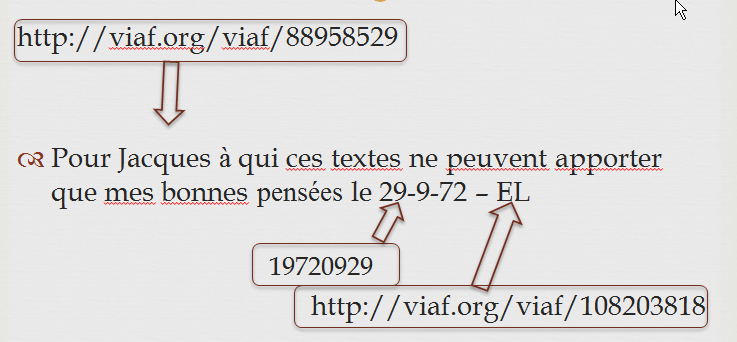 http://viaf.org/viaf/88958529
Pour Jacques à qui ces textes ne peuvent apporter
que mes bonnes pensées le 29-9-72 – EL
19720929
http://viaf.org/viaf/108203818